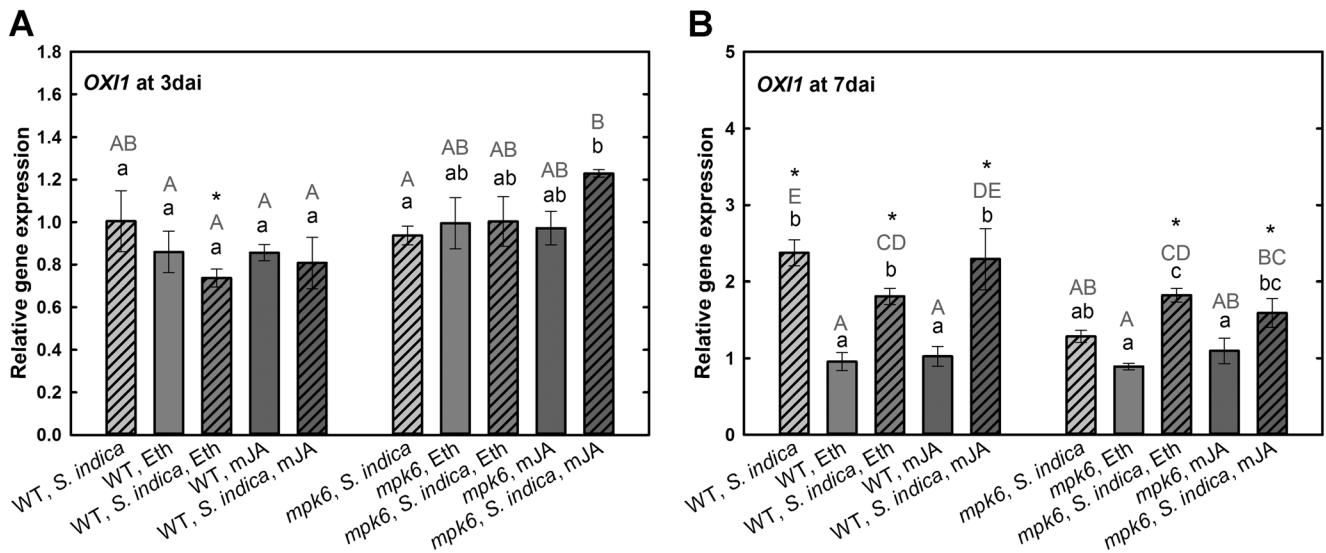 A
Relative gene expression
1.8
1.6
1.4
1.2
1.0
0.8
0.6
0.4
0.2
0.0
OXI1 at 3dai
AB
a
A
a
*
A
a
A
a
A
a
A
a
AB
ab
AB
ab
AB
ab
B
b
WT, S. indica
WT, Eth
WT, S. indica, Eth
WT, mJA
WT, S. indica, mJA
mpk6, S. indica
mpk6, Eth
mpk6, S. indica, Eth
mpk6, mJA
mpk6, S. indica, mJA
B
Relative gene expression
5
4
3
2
1
0
OXI1 at 7dai
*
E
b
A
a
*
CD
b
A
a
*
DE
b
AB
ab
A
a
*
CD
c
AB
a
*
BC
bc
WT, S. indica
WT, Eth
WT, S. indica, Eth
WT, mJA
WT, S. indica, mJA
mpk6, S. indica
mpk6, Eth
mpk6, S. indica, Eth
mpk6, mJA
mpk6, S. indica, mJA